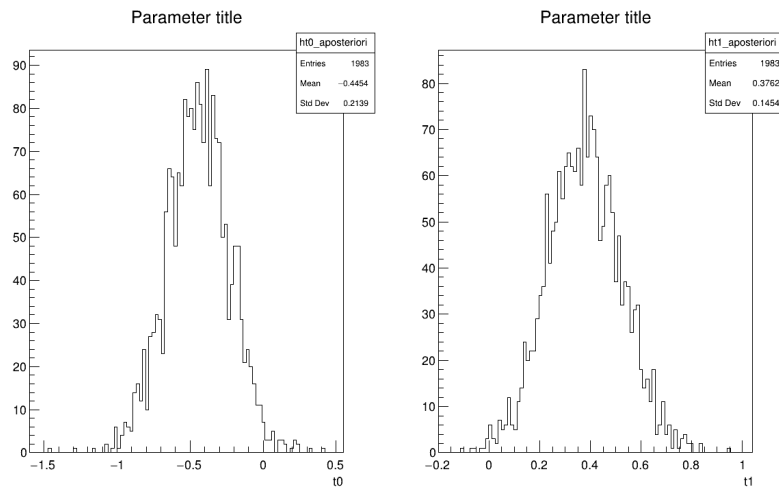 Parameter title
ht0_aposteriori
Entries 1983
Mean −0.4454
Std Dev 0.2139
90
80
70
60
50
40
30
20
10
0
−1.5 −1 −0.5 0 0.5
t0
Parameter title
ht1_aposteriori
Entries 1983
Mean 0.3762
Std Dev 0.1454
80
70
60
50
40
30
20
10
0
−0.2 0 0.2 0.4 0.6 0.8 1
t1